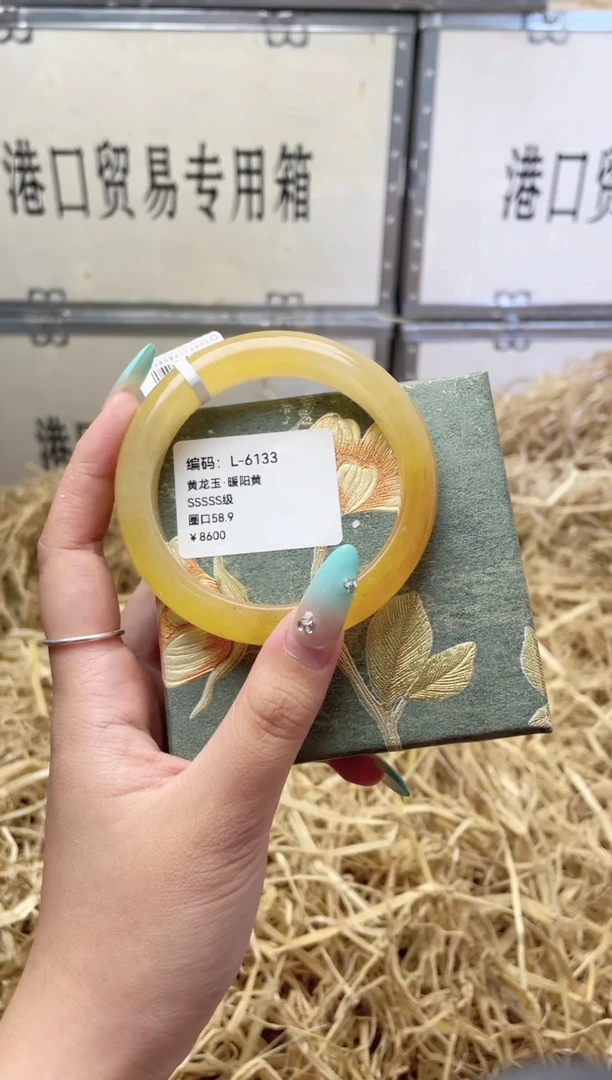 港口贸易专用箱
港口贸
港
编码：L-6133
黄龙玉·暖阳黄
SSSSS级
圈口58.9
￥8600